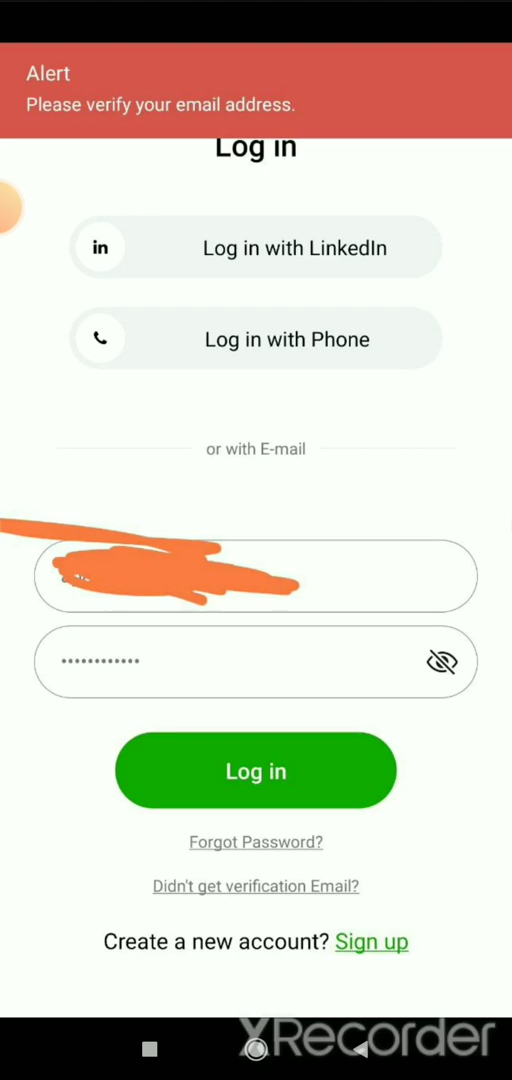 Alert
Please verify your email address.
Log in
in Log in with LinkedIn
Log in with Phone
or with E-mail
••••••••••••
Log in
Forgot Password?
Didn't get verification Email?
Create a new account? Sign up
XRecorder